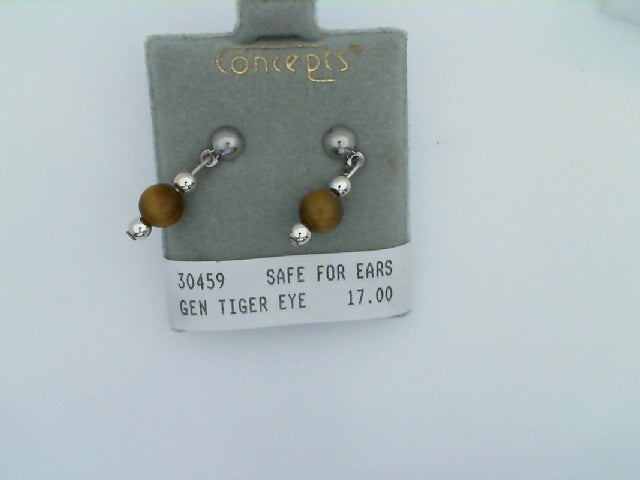 Concepts®
30459 SAFE FOR EARS
GEN TIGER EYE 17.00